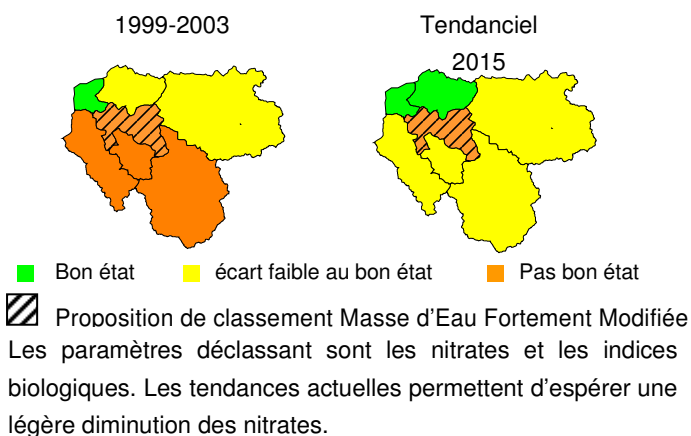 1999-2003
Tendanciel
2015
Bon état
écart faible au bon état
Pas bon état
Proposition de classement Masse d'Eau Fortement Modifiée
Les paramètres déclassant sont les nitrates et les indices
biologiques. Les tendances actuelles permettent d'espérer une
légère diminution des nitrates.